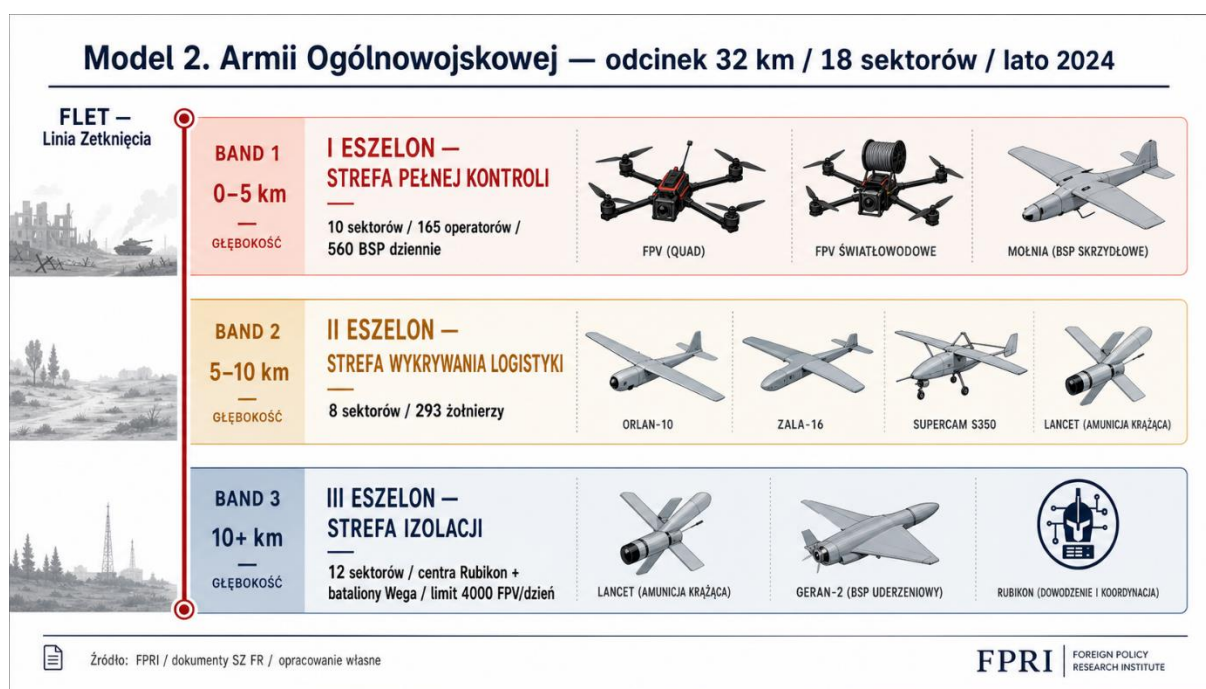 Model 2. Armii Ogólnowojskowej — odcinek 32 km / 18 sektorów / lato 2024
FLET —
Linia Zetknięcia
BAND 1
0–5 km
GŁĘBOKOŚĆ
I ESZELON —
STREFA PEŁNEJ KONTROLI
10 sektorów / 165 operatorów /
560 BSP dziennie
FPV (QUAD)
FPV ŚWIATŁOWODOWE
MOŁNIA (BSP SKRZYDŁOWE)
BAND 2
5–10 km
GŁĘBOKOŚĆ
II ESZELON —
STREFA WYKRYWANIA LOGISTYKI
8 sektorów / 293 żołnierzy
ORLAN-10
ZALA-16
SUPERCAM S350
LANCET (AMUNICJA KRĄŻĄCA)
BAND 3
10+ km
GŁĘBOKOŚĆ
III ESZELON —
STREFA IZOLACJI
12 sektorów / centra Rubikon +
bataliony Wega / limit 4000 FPV/dzień
LANCET (AMUNICJA KRĄŻĄCA)
GERAN-2 (BSP UDERZENIOWY)
RUBIKON (DOWODZENIE I KOORDYNACJA)
Źródło: FPRI / dokumenty SZ FR / opracowanie własne
FPRI
FOREIGN POLICY
RESEARCH INSTITUTE